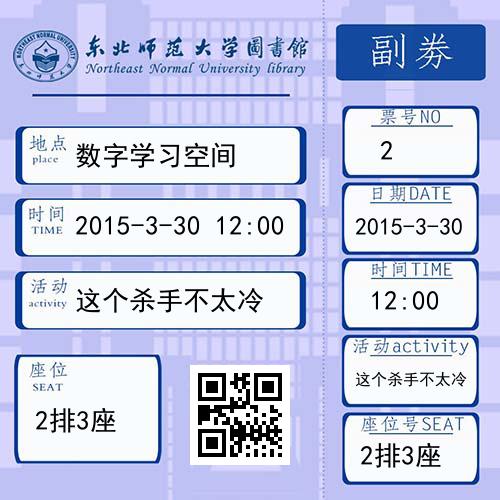 东北师范大学圖書館
Northeast Normal University library
地点
place
数字学习空间
时间
TIME
2015-3-30 12:00
活动
activity
这个杀手不太冷
座位
SEAT
2排3座
副券
票号NO
2
日期DATE
2015-3-30
时间TIME
12:00
活动activity
这个杀手不太冷
座位号SEAT
2排3座